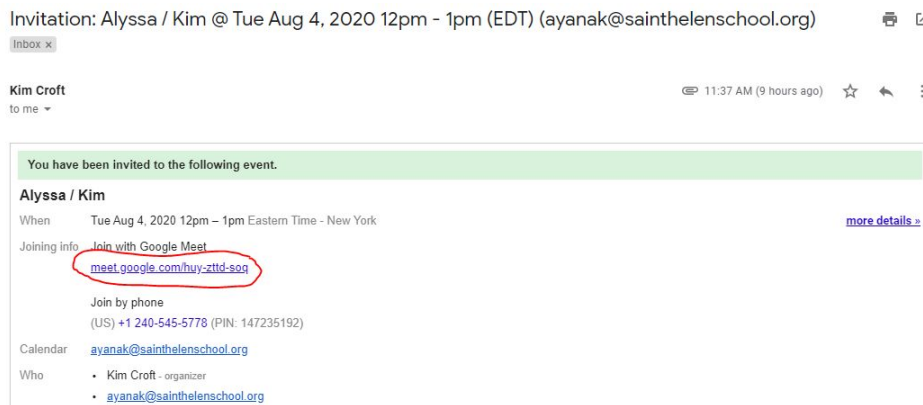 Invitation: Alyssa / Kim @ Tue Aug 4, 2020 12pm - 1pm (EDT) (ayanak@sainthelenschool.org)
Inbox x
Kim Croft
11:37 AM (9 hours ago)
to me
You have been invited to the following event.
Alyssa / Kim
When Tue Aug 4, 2020 12pm – 1pm Eastern Time - New York more details »
Joining info Join with Google Meet
meet.google.com/huy-zttd-soq
Join by phone
(US) +1 240-545-5778 (PIN: 147235192)
Calendar ayanak@sainthelenschool.org
Who • Kim Croft - organizer
• ayanak@sainthelenschool.org